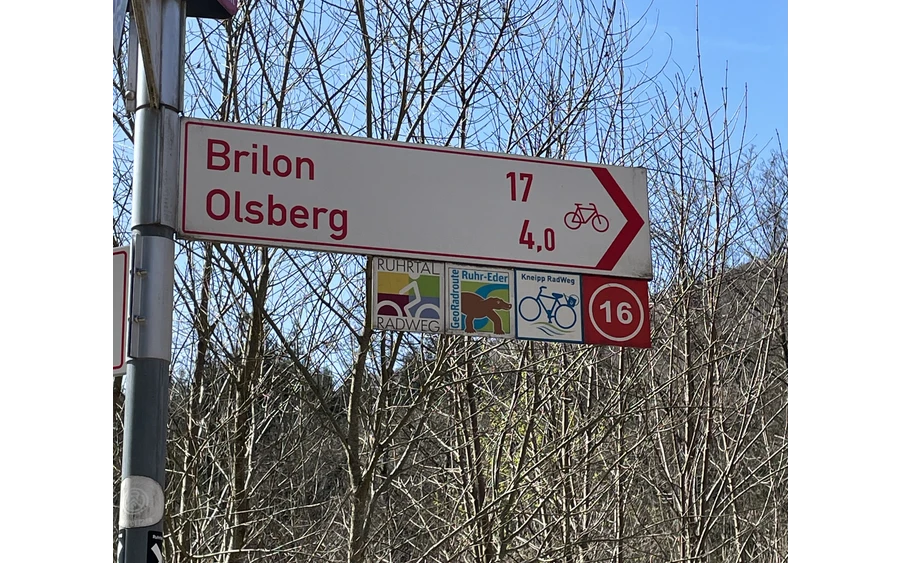 Brilon 17
Olsberg 4,0
RUHRTAL
RADWEG
GeoRadroute
Ruhr-Eder
Kneipp RadWeg
16